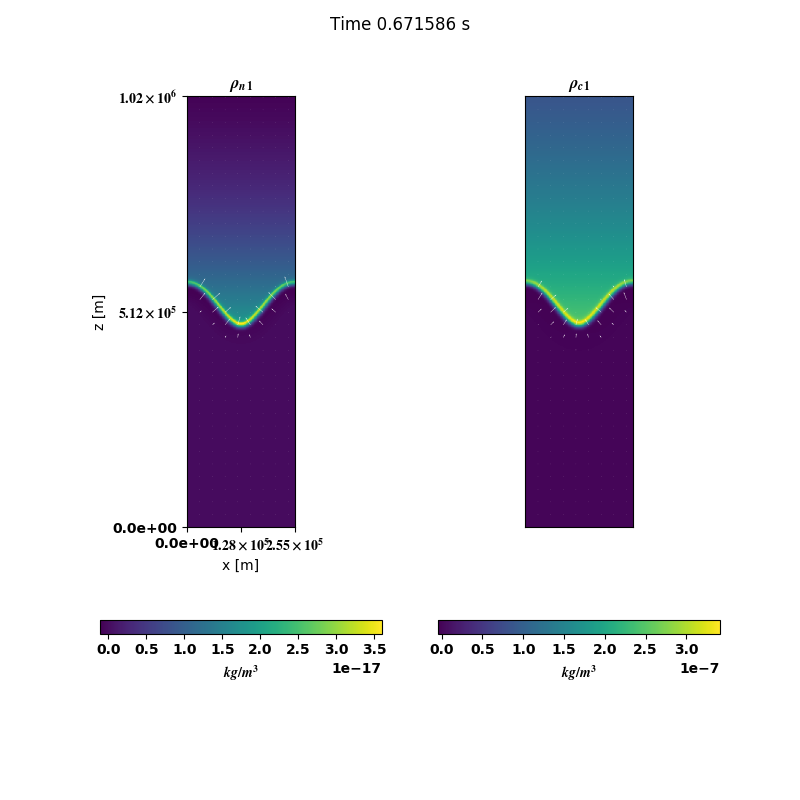 Time 0.671586 s
ρn1 ρc1
1.02 × 10⁶
5.12 × 10⁵
z [m]
0.0e+00
0.0e+00 1.28 × 10⁵ 2.55 × 10⁵
x [m]
0.0 0.5 1.0 1.5 2.0 2.5 3.0 3.5 0.0 0.5 1.0 1.5 2.0 2.5 3.0
1e−17 1e−7
kg/m³ kg/m³